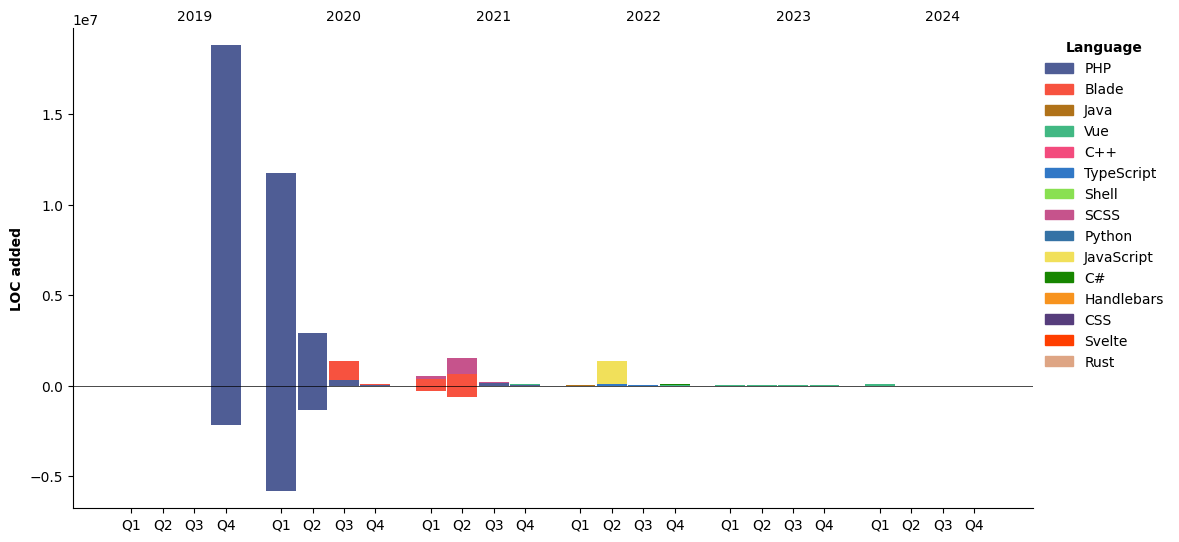 1e7
2019 2020 2021 2022 2023 2024
Language
PHP
Blade
Java
Vue
C++
TypeScript
Shell
SCSS
Python
JavaScript
C#
Handlebars
CSS
Svelte
Rust
LOC added
1.5
1.0
0.5
0.0
−0.5
Q1 Q2 Q3 Q4 Q1 Q2 Q3 Q4 Q1 Q2 Q3 Q4 Q1 Q2 Q3 Q4 Q1 Q2 Q3 Q4 Q1 Q2 Q3 Q4